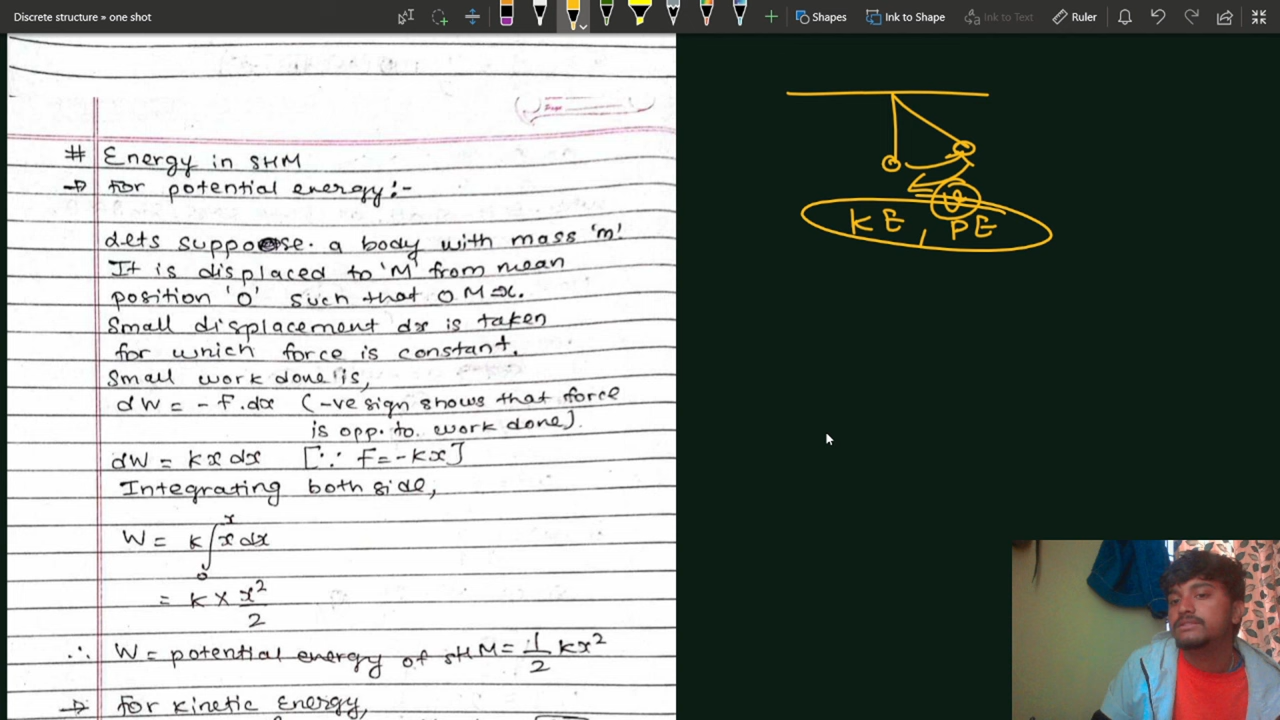 Discrete structure » one shot
Shapes
Ink to Shape
Ink to Text
Ruler
# Energy in SHM
→ for potential energy:-
Lets suppose. a body with mass 'm'.
It is displaced to 'M' from mean
position 'O' such that OM=x.
Small displacement dx is taken
for which force is constant.
Small work done is,
dW = -F.dx (-ve sign shows that force
is opp. to. work done).
dW = kx dx [∵ F=-kx]
Integrating both side,
W = k∫₀ˣ x dx
= k × x²/2
∴ W = potential energy of SHM = 1/2 kx²
→ for kinetic Energy,
KE, PE